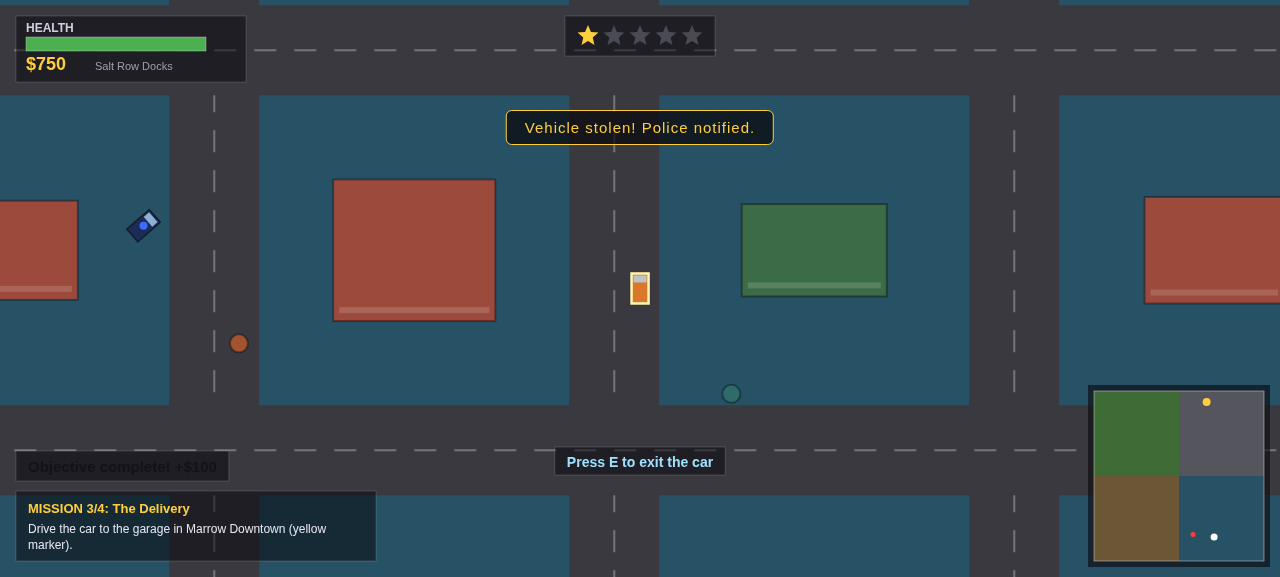 HEALTH
$750 Salt Row Docks
Vehicle stolen! Police notified.
Objective complete! +$100
Press E to exit the car
MISSION 3/4: The Delivery
Drive the car to the garage in Marrow Downtown (yellow
marker).